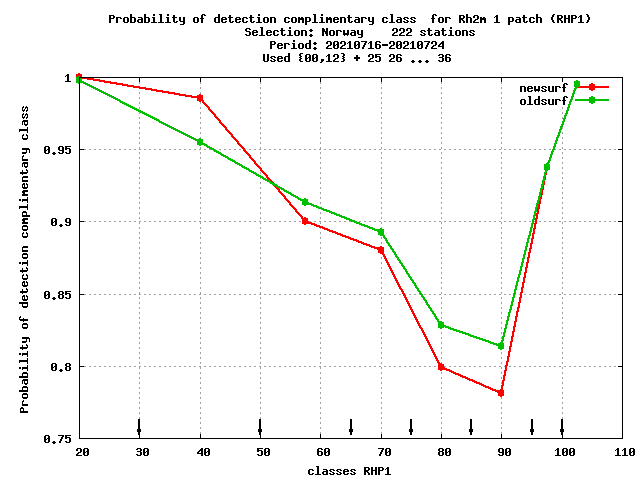 Probability of detection complimentary class  for Rh2m 1 patch (RHP1)
Selection: Norway    222 stations
Period: 20210716-20210724
Used {00,12} + 25 26 ... 36
newsurf
oldsurf
Probability of detection complimentary class
1
0.95
0.9
0.85
0.8
0.75
20 30 40 50 60 70 80 90 100 110
classes RHP1